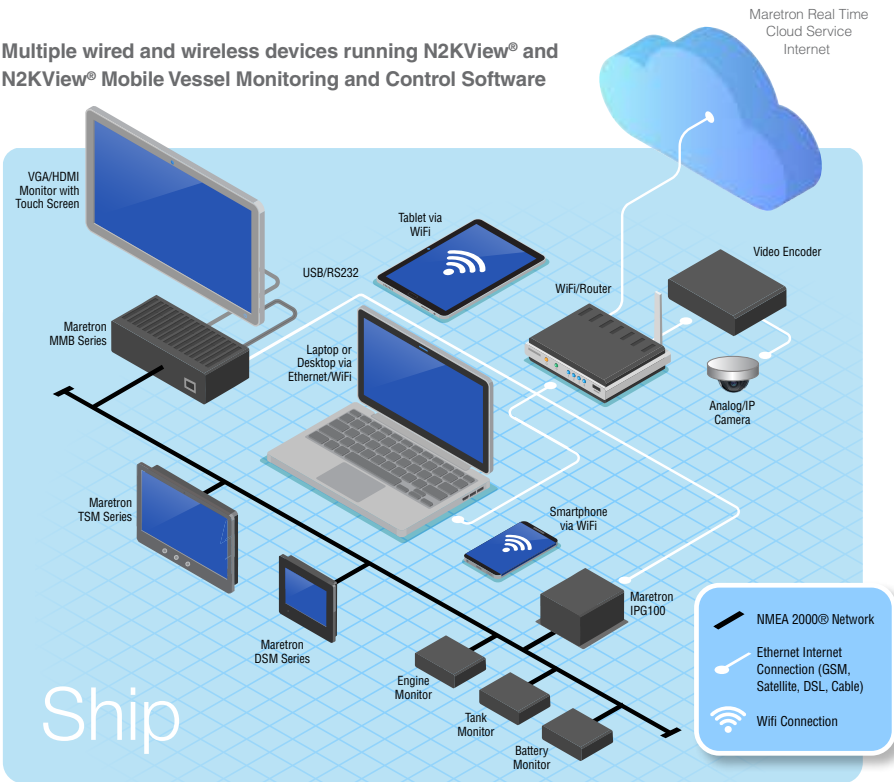 Maretron Real Time
Cloud Service
Internet
Multiple wired and wireless devices running N2KView® and
N2KView® Mobile Vessel Monitoring and Control Software
VGA/HDMI
Monitor with
Touch Screen
Tablet via
WiFi
Video Encoder
USB/RS232
WiFi/Router
Maretron
MMB Series
Laptop or
Desktop via
Ethernet/WiFi
Analog/IP
Camera
Maretron
TSM Series
Smartphone
via WiFi
Maretron
IPG100
Maretron
DSM Series
Engine
Monitor
Tank
Monitor
Battery
Monitor
Ship
NMEA 2000® Network
Ethernet Internet
Connection (GSM,
Satellite, DSL, Cable)
Wifi Connection